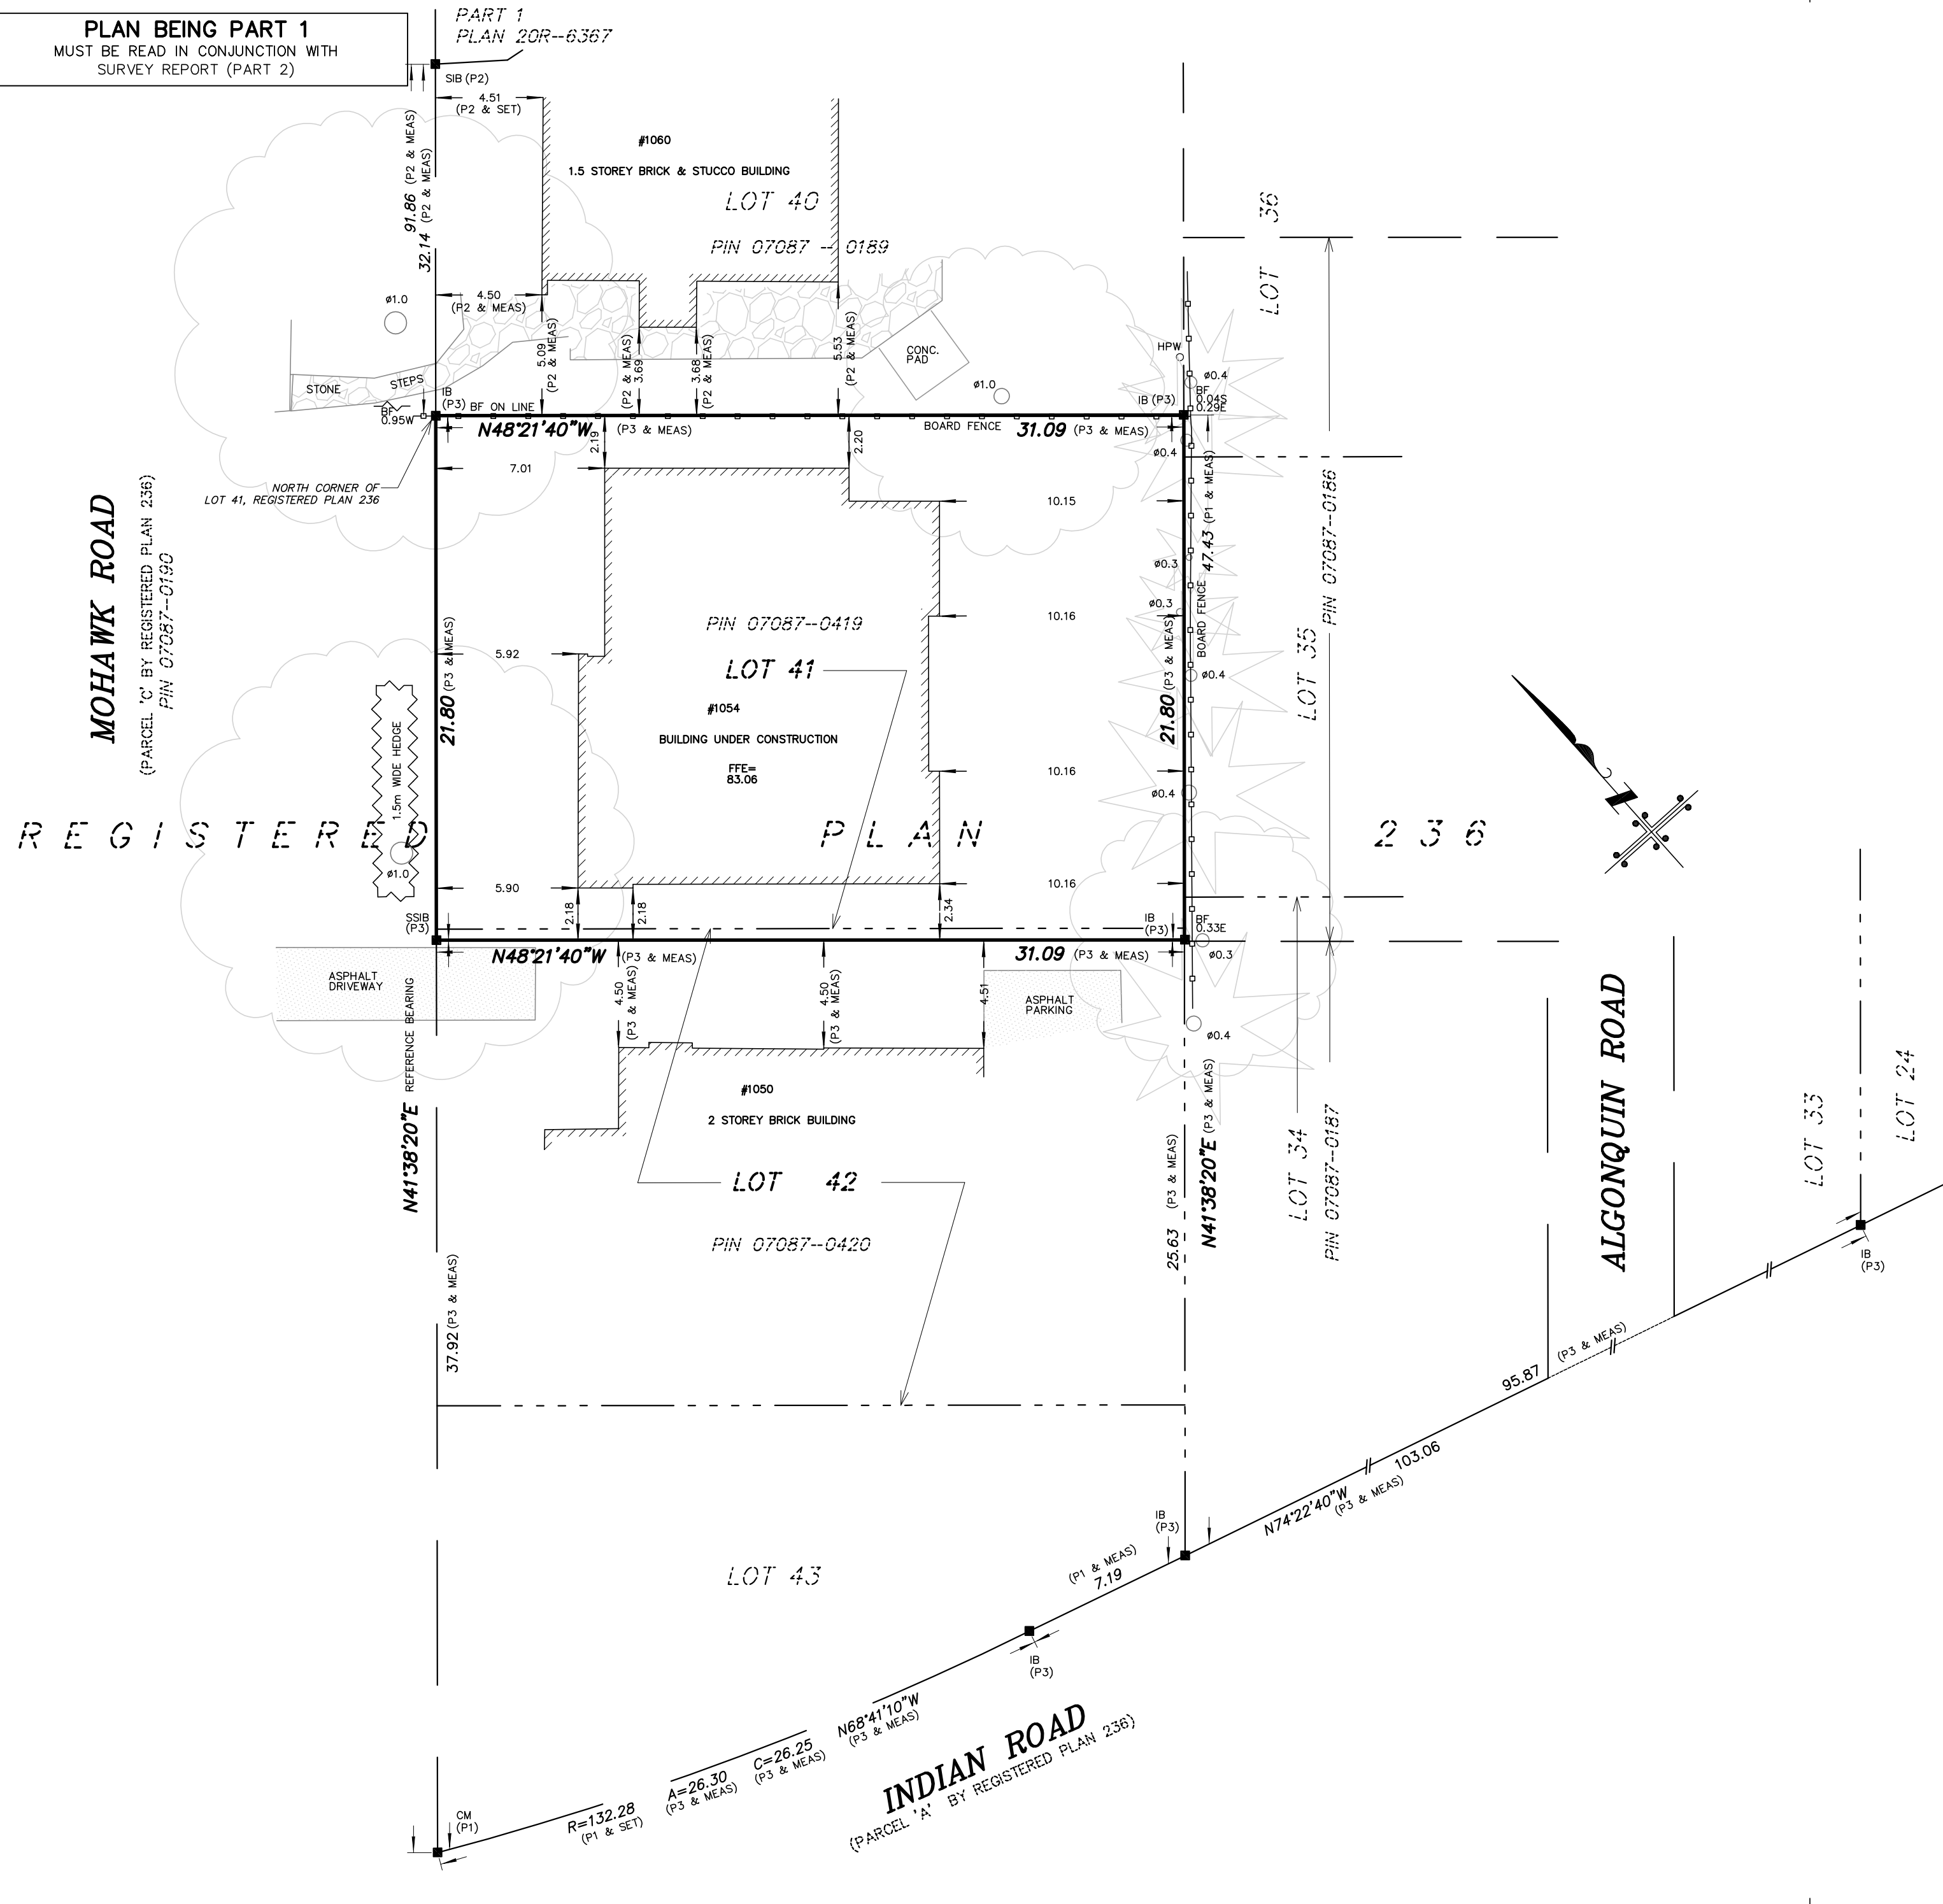 PLAN BEING PART 1
MUST BE READ IN CONJUNCTION WITH
SURVEY REPORT (PART 2)
PART 1
PLAN 20R--6367
SIB (P2)
4.51
(P2 & SET)
91.86 (P2 & MEAS)
32.14 (P2 & MEAS)
#1060
1.5 STOREY BRICK & STUCCO BUILDING
LOT 40
PIN 07087 -- 0189
LOT 36
ø1.0
4.50
(P2 & MEAS)
5.09
(P2 & MEAS)
3.69
(P2 & MEAS)
3.68
(P2 & MEAS)
5.53
(P2 & MEAS)
CONC.
PAD
HPW
STONE
STEPS
ø1.0
ø0.4
BF
0.95W
IB
(P3)
BF ON LINE
IB (P3)
BF
0.04S
0.29E
N48°21'40"W
(P3 & MEAS)
BOARD FENCE
31.09 (P3 & MEAS)
2.19
2.20
ø0.4
7.01
NORTH CORNER OF
LOT 41, REGISTERED PLAN 236
10.15
47.43 (P1 & MEAS)
MOHAWK ROAD
(PARCEL 'C' BY REGISTERED PLAN 236)
PIN 07087--0190
PIN 07087--0186
ø0.3
BOARD FENCE
ø0.3
10.16
PIN 07087--0419
LOT 41
21.80 (P3 & MEAS)
5.92
21.80 (P3 & MEAS)
LOT 35
ø0.4
#1054
BUILDING UNDER CONSTRUCTION
FFE=
83.06
10.16
ø0.4
1.5m WIDE HEDGE
REGISTERED PLAN 236
ø1.0
5.90
10.16
SSIB
(P3)
2.18
2.18
2.34
IB
(P3)
BF
0.33E
N48°21'40"W
(P3 & MEAS)
31.09 (P3 & MEAS)
ø0.3
ASPHALT
DRIVEWAY
4.50
(P3 & MEAS)
4.50
(P3 & MEAS)
4.51
ASPHALT
PARKING
ø0.4
N41°38'20"E REFERENCE BEARING
#1050
2 STOREY BRICK BUILDING
LOT 42
PIN 07087--0420
25.63 (P3 & MEAS)
N41°38'20"E (P3 & MEAS)
LOT 34
PIN 07087--0187
ALGONQUIN ROAD
LOT 33
LOT 24
IB
(P3)
37.92 (P3 & MEAS)
95.87
(P3 & MEAS)
103.06
N74°22'40"W
(P3 & MEAS)
IB
(P3)
(P1 & MEAS)
7.19
LOT 43
IB
(P3)
N68°41'10"W
(P3 & MEAS)
C=26.25
(P3 & MEAS)
A=26.30
(P3 & MEAS)
R=132.28
(P1 & SET)
CM
(P1)
INDIAN ROAD
(PARCEL 'A' BY REGISTERED PLAN 236)